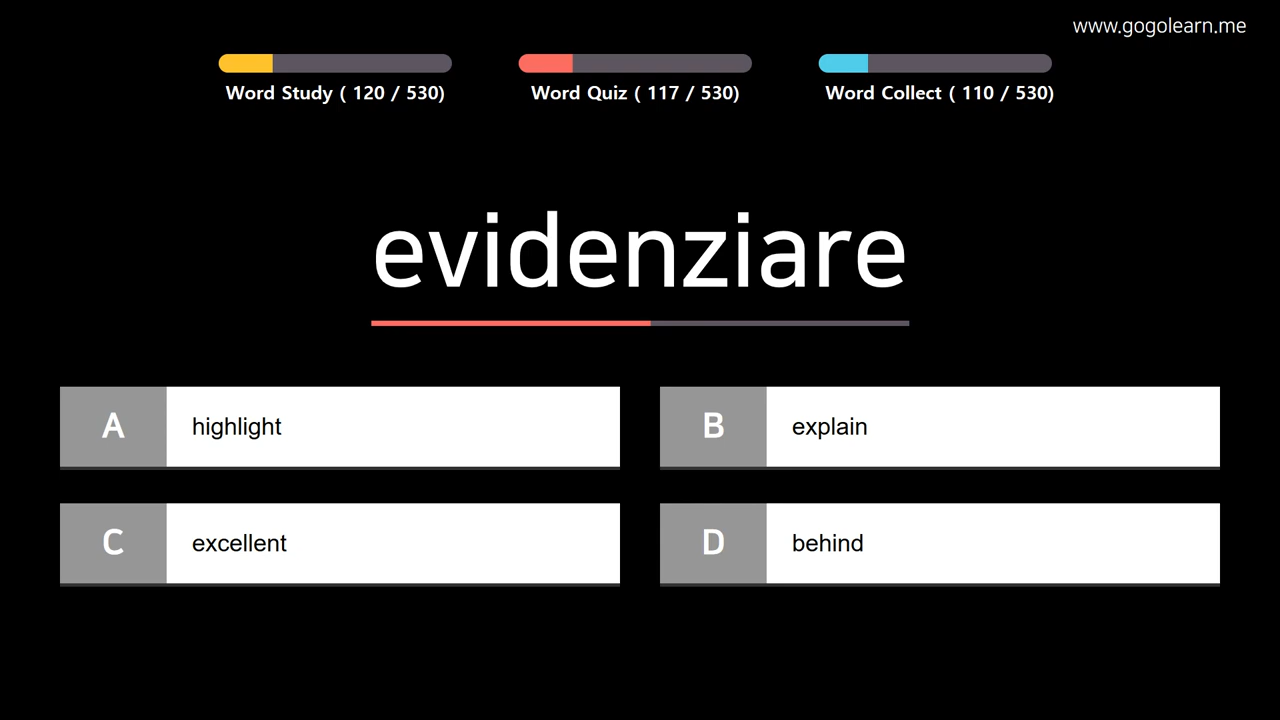 www.gogolearn.me
Word Study ( 120 / 530)
Word Quiz ( 117 / 530)
Word Collect ( 110 / 530)
evidenziare
A highlight
B explain
C excellent
D behind